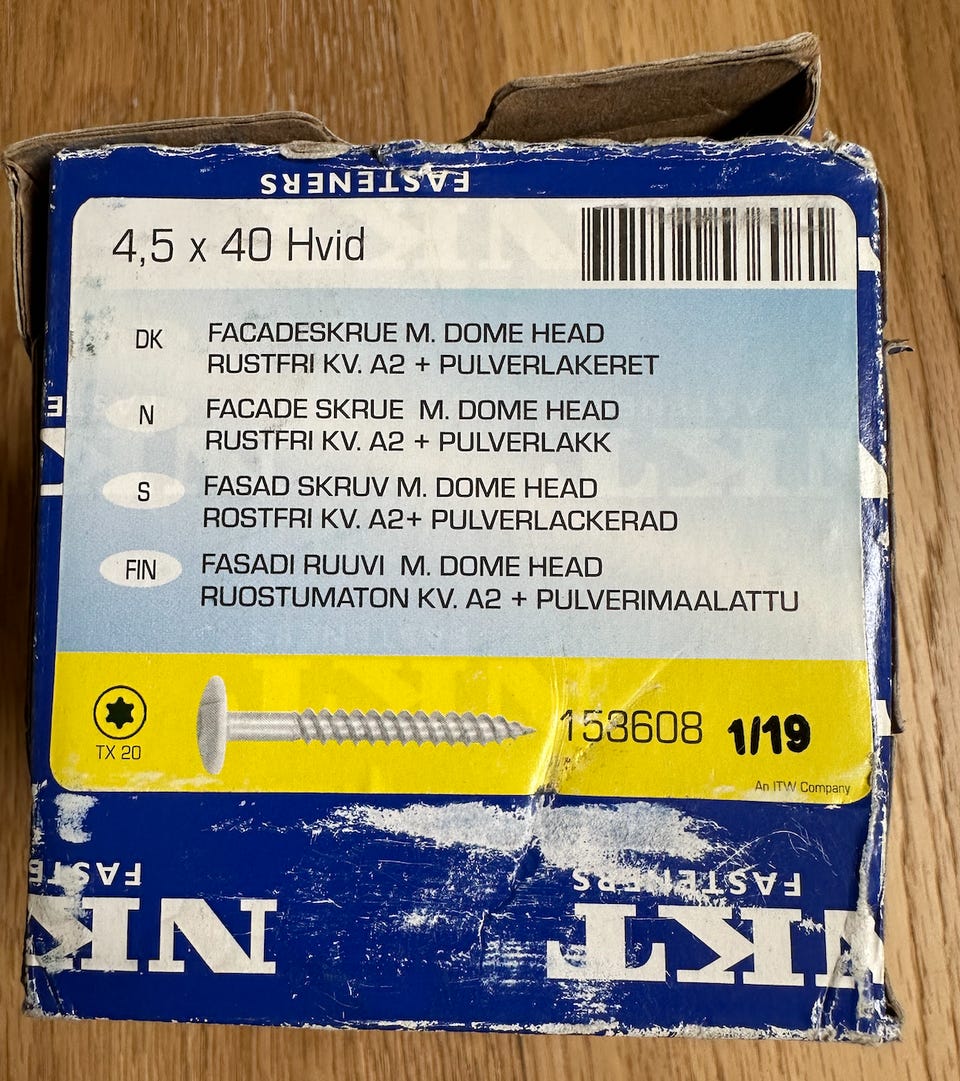 FASTENERS
4,5 x 40 Hvid
DK
FACADESKRUE M. DOME HEAD
RUSTFRI KV. A2 + PULVERLAKERET
N
FACADE SKRUE M. DOME HEAD
RUSTFRI KV. A2 + PULVERLAKK
S
FASAD SKRUV M. DOME HEAD
ROSTFRI KV. A2+ PULVERLACKERAD
FIN
FASADI RUUVI M. DOME HEAD
RUOSTUMATON KV. A2 + PULVERIMAALATTU
TX 20
153608 1/19
An ITW Company
FASTENERS
NKT